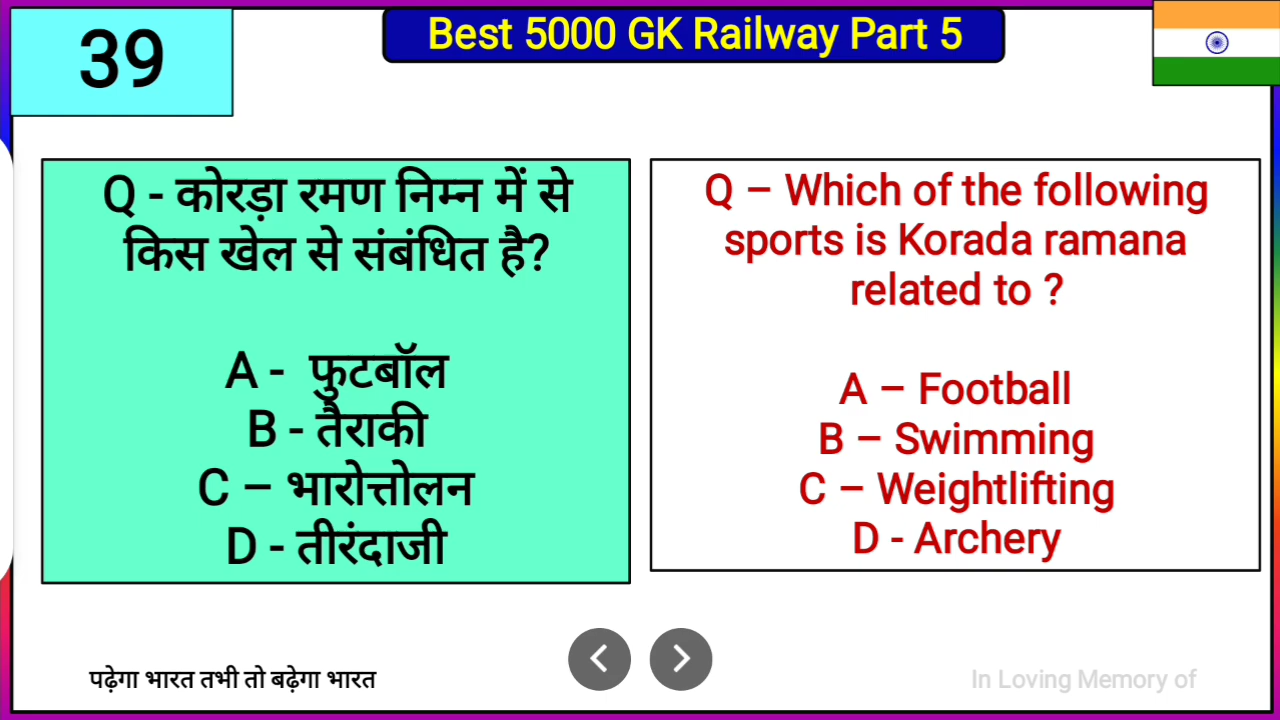 39
Best 5000 GK Railway Part 5
Q - कोरड़ा रमण निम्न में से
किस खेल से संबंधित है?
A - फुटबॉल
B - तैराकी
C – भारोत्तोलन
D - तीरंदाजी
Q – Which of the following
sports is Korada ramana
related to ?
A – Football
B – Swimming
C – Weightlifting
D - Archery
पढ़ेगा भारत तभी तो बढ़ेगा भारत
In Loving Memory of